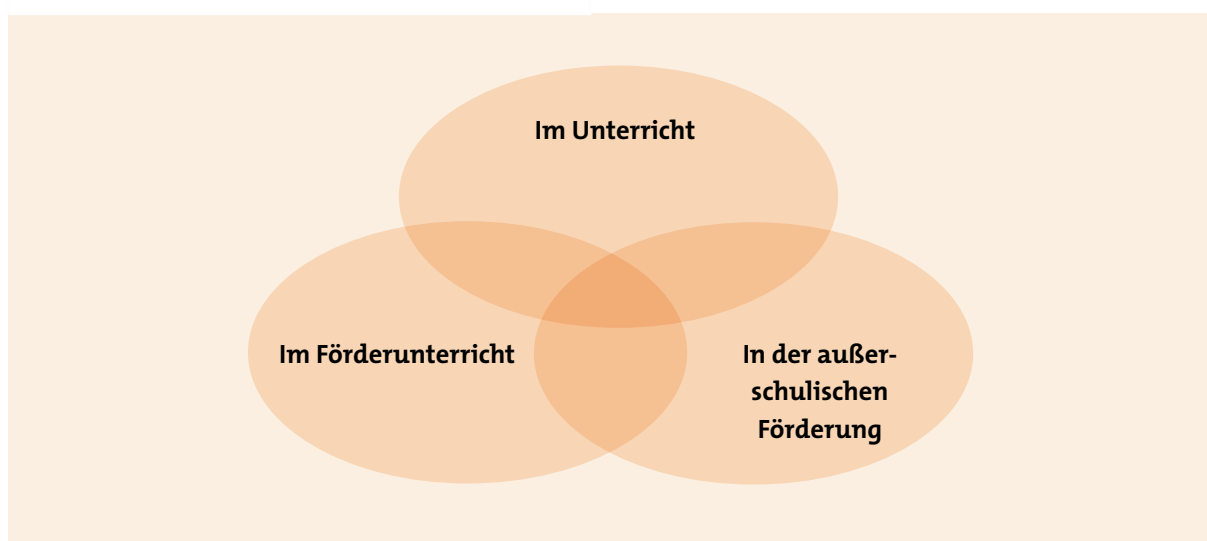 Im Unterricht
Im Förderunterricht
In der außer-
schulischen
Förderung